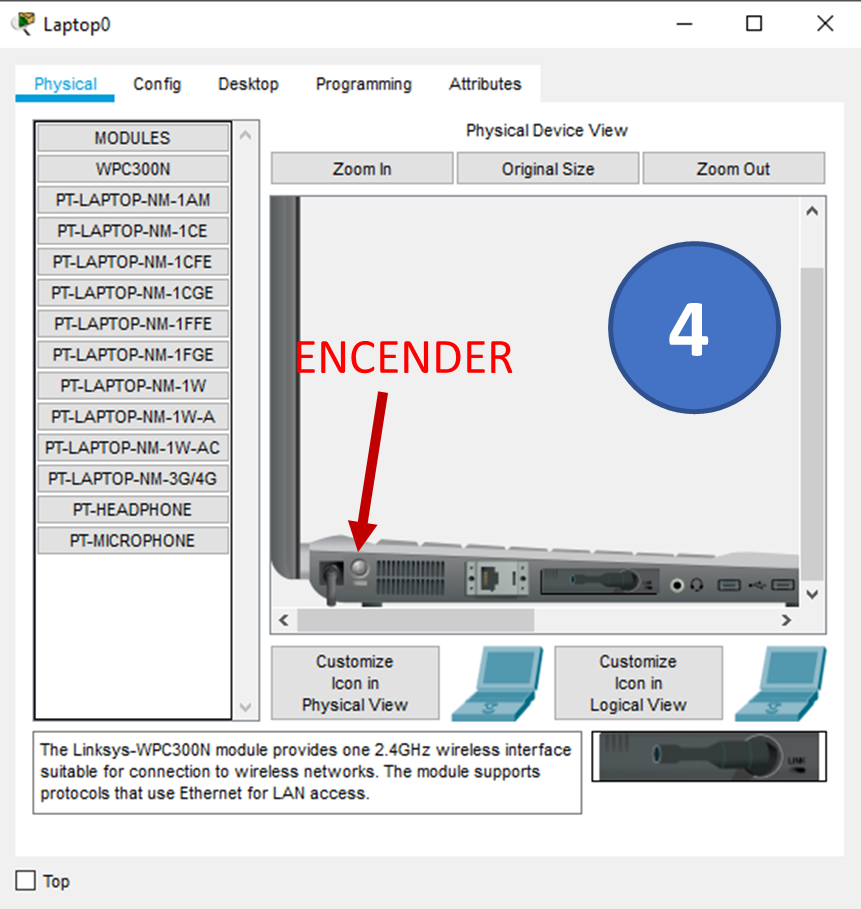 Laptop0
Physical Config Desktop Programming Attributes
MODULES
WPC300N
PT-LAPTOP-NM-1AM
PT-LAPTOP-NM-1CE
PT-LAPTOP-NM-1CFE
PT-LAPTOP-NM-1CGE
PT-LAPTOP-NM-1FFE
PT-LAPTOP-NM-1FGE
PT-LAPTOP-NM-1W
PT-LAPTOP-NM-1W-A
PT-LAPTOP-NM-1W-AC
PT-LAPTOP-NM-3G/4G
PT-HEADPHONE
PT-MICROPHONE
Physical Device View
Zoom In Original Size Zoom Out
4
ENCENDER
Customize
Icon in
Physical View
Customize
Icon in
Logical View
The Linksys-WPC300N module provides one 2.4GHz wireless interface
suitable for connection to wireless networks. The module supports
protocols that use Ethernet for LAN access.
LINK
Top